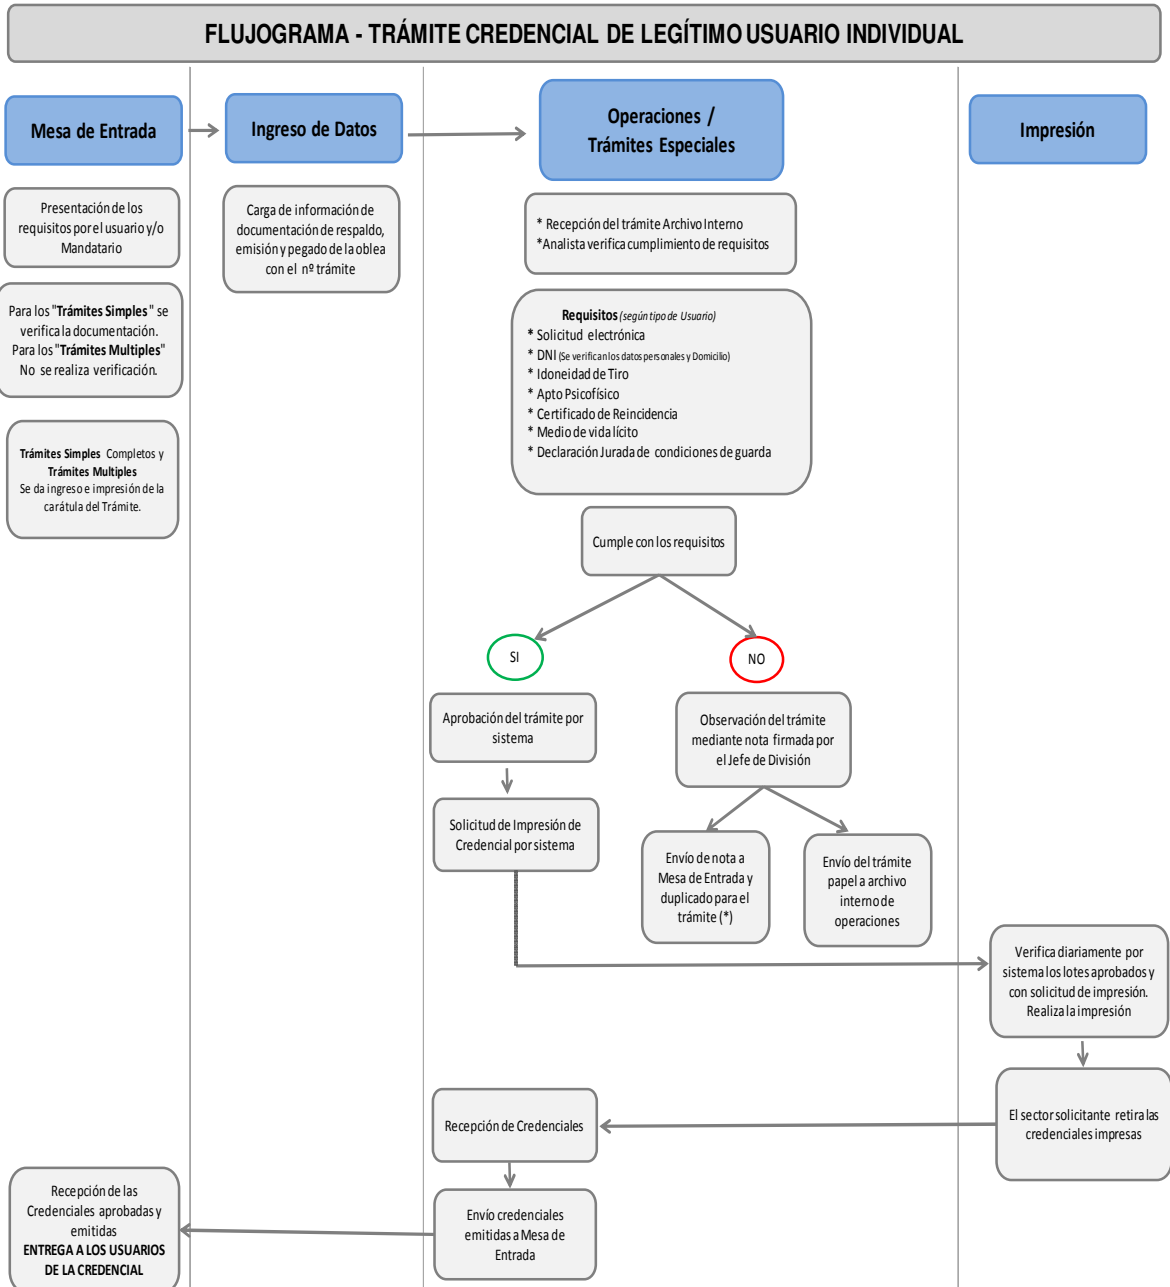 FLUJOGRAMA - TRÁMITE CREDENCIAL DE LEGÍTIMO USUARIO INDIVIDUAL
Mesa de Entrada
Ingreso de Datos
Operaciones /
Trámites Especiales
Impresión
Presentación de los
requisitos por el usuario y/o
Mandatario
Carga de información de
documentación de respaldo,
emisión y pegado de la oblea
con el nº trámite
* Recepción del trámite Archivo Interno
*Analista verifica cumplimiento de requisitos
Para los "Trámites Simples" se
verifica la documentación.
Para los "Trámites Multiples"
No se realiza verificación.
Requisitos (según tipo de Usuario)
* Solicitud electrónica
* DNI (Se verifican los datos personales y Domicilio)
* Idoneidad de Tiro
* Apto Psicofísico
* Certificado de Reincidencia
* Medio de vida lícito
* Declaración Jurada de condiciones de guarda
Trámites Simples Completos y
Trámites Multiples
Se da ingreso e impresión de la
carátula del Trámite.
Cumple con los requisitos
SI
NO
Aprobación del trámite por
sistema
Observación del trámite
mediante nota firmada por
el Jefe de División
Solicitud de Impresión de
Credencial por sistema
Envío de nota a
Mesa de Entrada y
duplicado para el
trámite (*)
Envío del trámite
papel a archivo
interno de
operaciones
Verifica diariamente por
sistema los lotes aprobados y
con solicitud de impresión.
Realiza la impresión
El sector solicitante retira las
credenciales impresas
Recepción de Credenciales
Envío credenciales
emitidas a Mesa de
Entrada
Recepción de las
Credenciales aprobadas y
emitidas
ENTREGA A LOS USUARIOS
DE LA CREDENCIAL